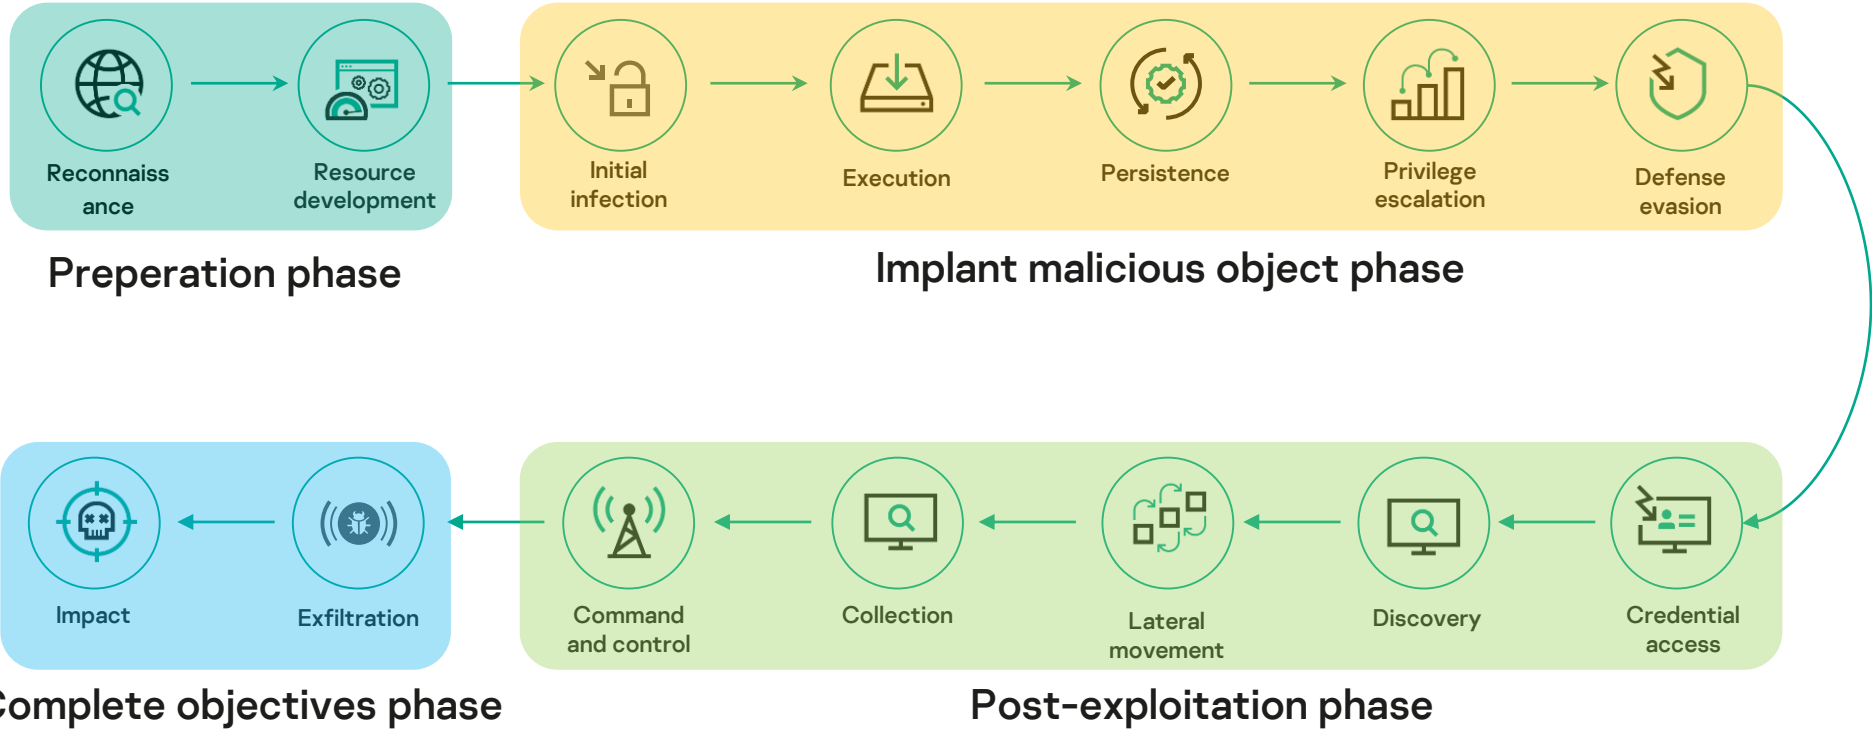 Reconnaiss
ance
Resource
development
Initial
infection
Execution
Persistence
Privilege
escalation
Defense
evasion
Preperation phase
Implant malicious object phase
Impact
Exfiltration
Command
and control
Collection
Lateral
movement
Discovery
Credential
access
Complete objectives phase
Post-exploitation phase